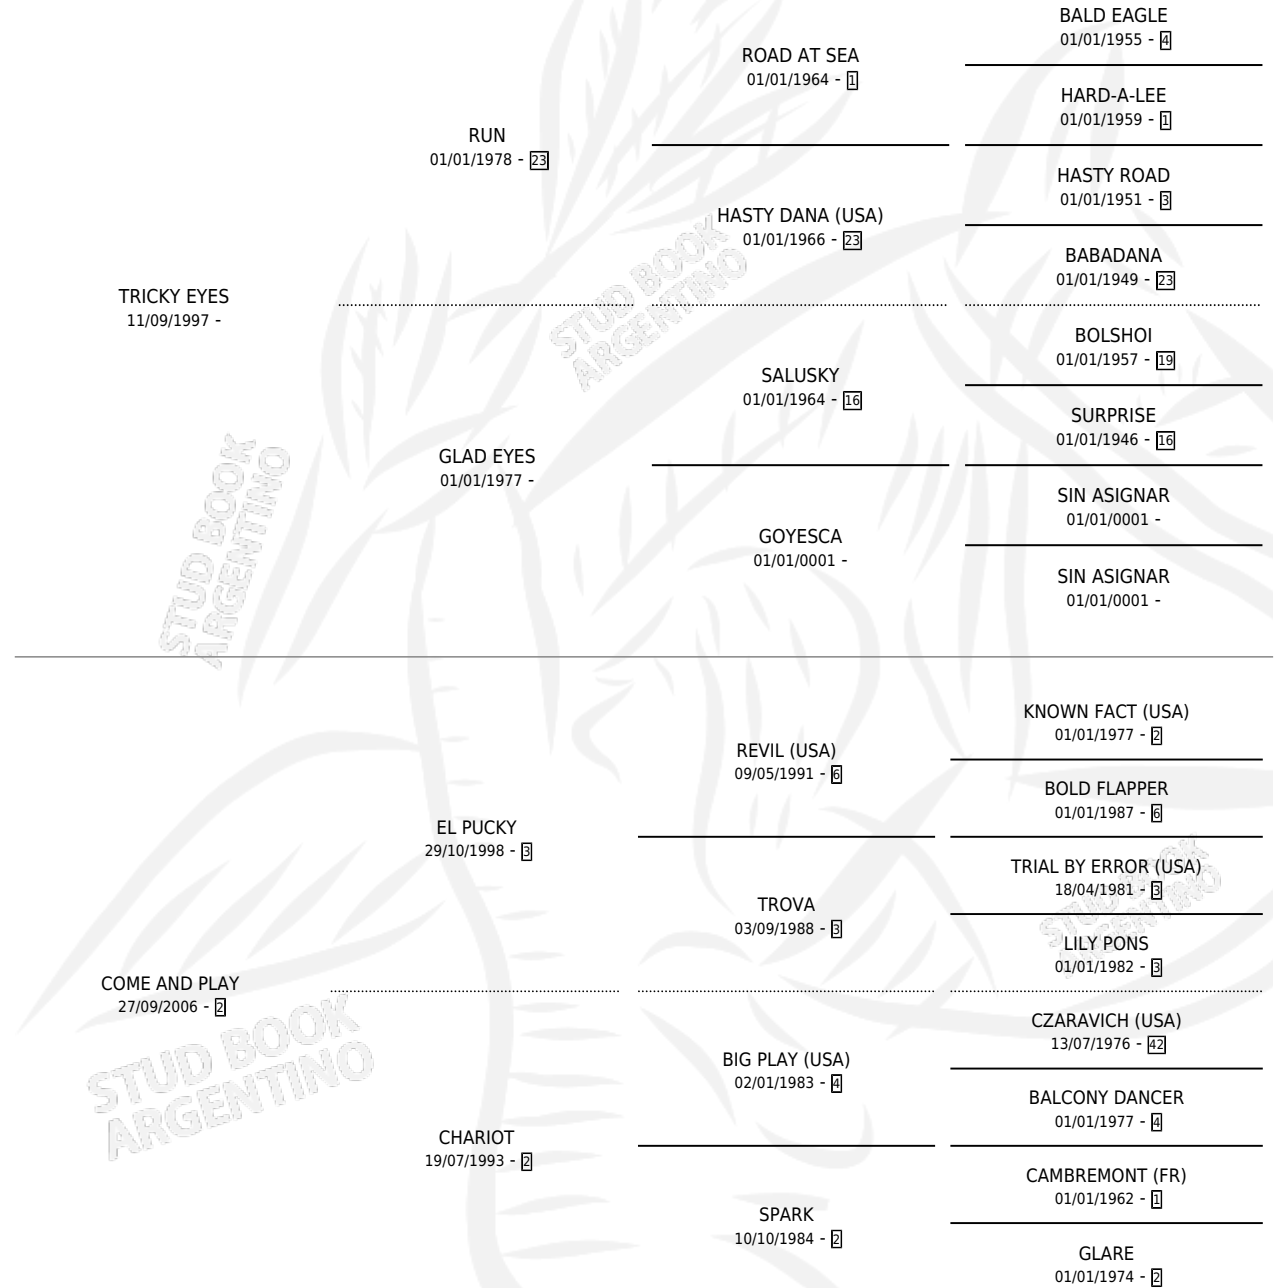 BALD EAGLE
01/01/1955 - 4
ROAD AT SEA
01/01/1964 - 1
HARD-A-LEE
01/01/1959 - 1
RUN
01/01/1978 - 23
HASTY ROAD
01/01/1951 - 3
HASTY DANA (USA)
01/01/1966 - 23
BABADANA
01/01/1949 - 23
TRICKY EYES
11/09/1997 -
BOLSHOI
01/01/1957 - 19
SALUSKY
01/01/1964 - 16
SURPRISE
01/01/1946 - 16
GLAD EYES
01/01/1977 -
SIN ASIGNAR
01/01/0001 -
GOYESCA
01/01/0001 -
SIN ASIGNAR
01/01/0001 -
STUD BOOK
ARGENTINO
STUD BOOK
ARGENTINO
KNOWN FACT (USA)
01/01/1977 - 2
REVIL (USA)
09/05/1991 - 6
BOLD FLAPPER
01/01/1987 - 6
EL PUCKY
29/10/1998 - 3
TRIAL BY ERROR (USA)
18/04/1981 - 3
TROVA
03/09/1988 - 3
LILY PONS
01/01/1982 - 3
STUD BOOK
ARGENTINO
COME AND PLAY
27/09/2006 - 2
CZARAVICH (USA)
13/07/1976 - 42
BIG PLAY (USA)
02/01/1983 - 4
BALCONY DANCER
01/01/1977 - 4
CHARIOT
19/07/1993 - 2
CAMBREMONT (FR)
01/01/1962 - 1
SPARK
10/10/1984 - 2
GLARE
01/01/1974 - 2
STUD BOOK
ARGENTINO